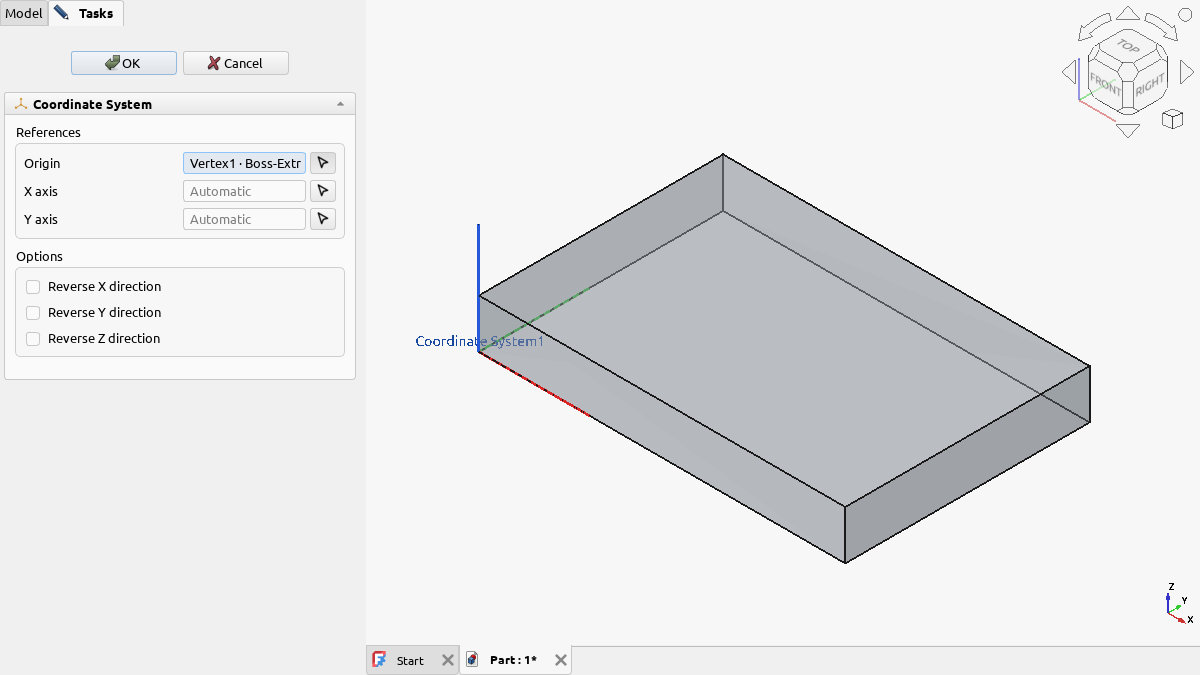 Model
Tasks
OK
Cancel
Coordinate System
References
Origin
Vertex1 · Boss-Extr
X axis
Automatic
Y axis
Automatic
Options
Reverse X direction
Reverse Y direction
Reverse Z direction
Coordinate System1
TOP
FRONT
RIGHT
Z
Y
X
Start
Part : 1*